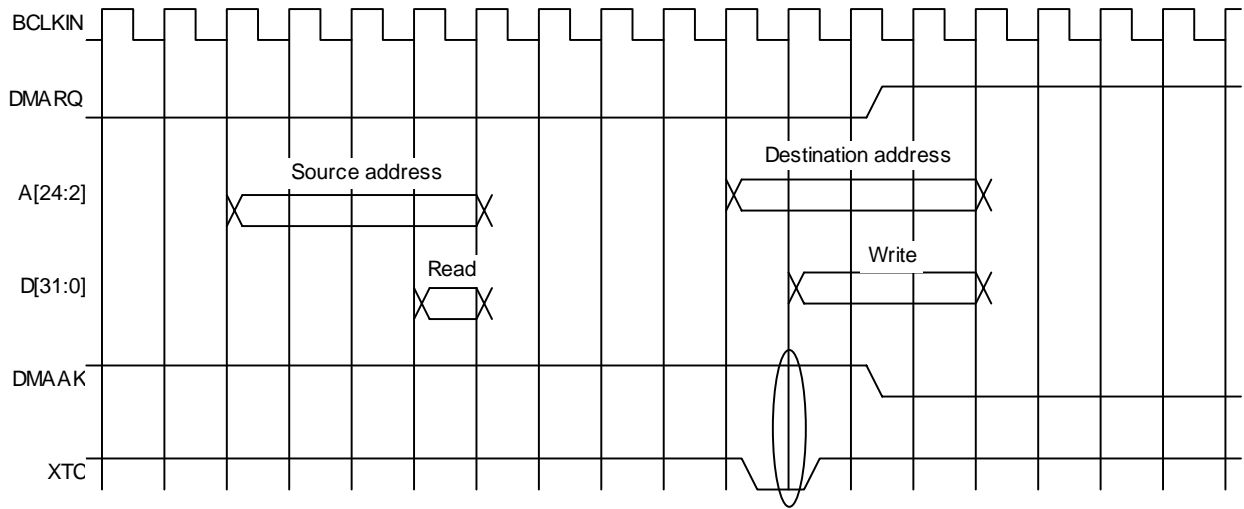 BCLKIN
DMARQ
Destination address
Source address
A[24:2]
Write
Read
D[31:0]
DMAAK
XTC